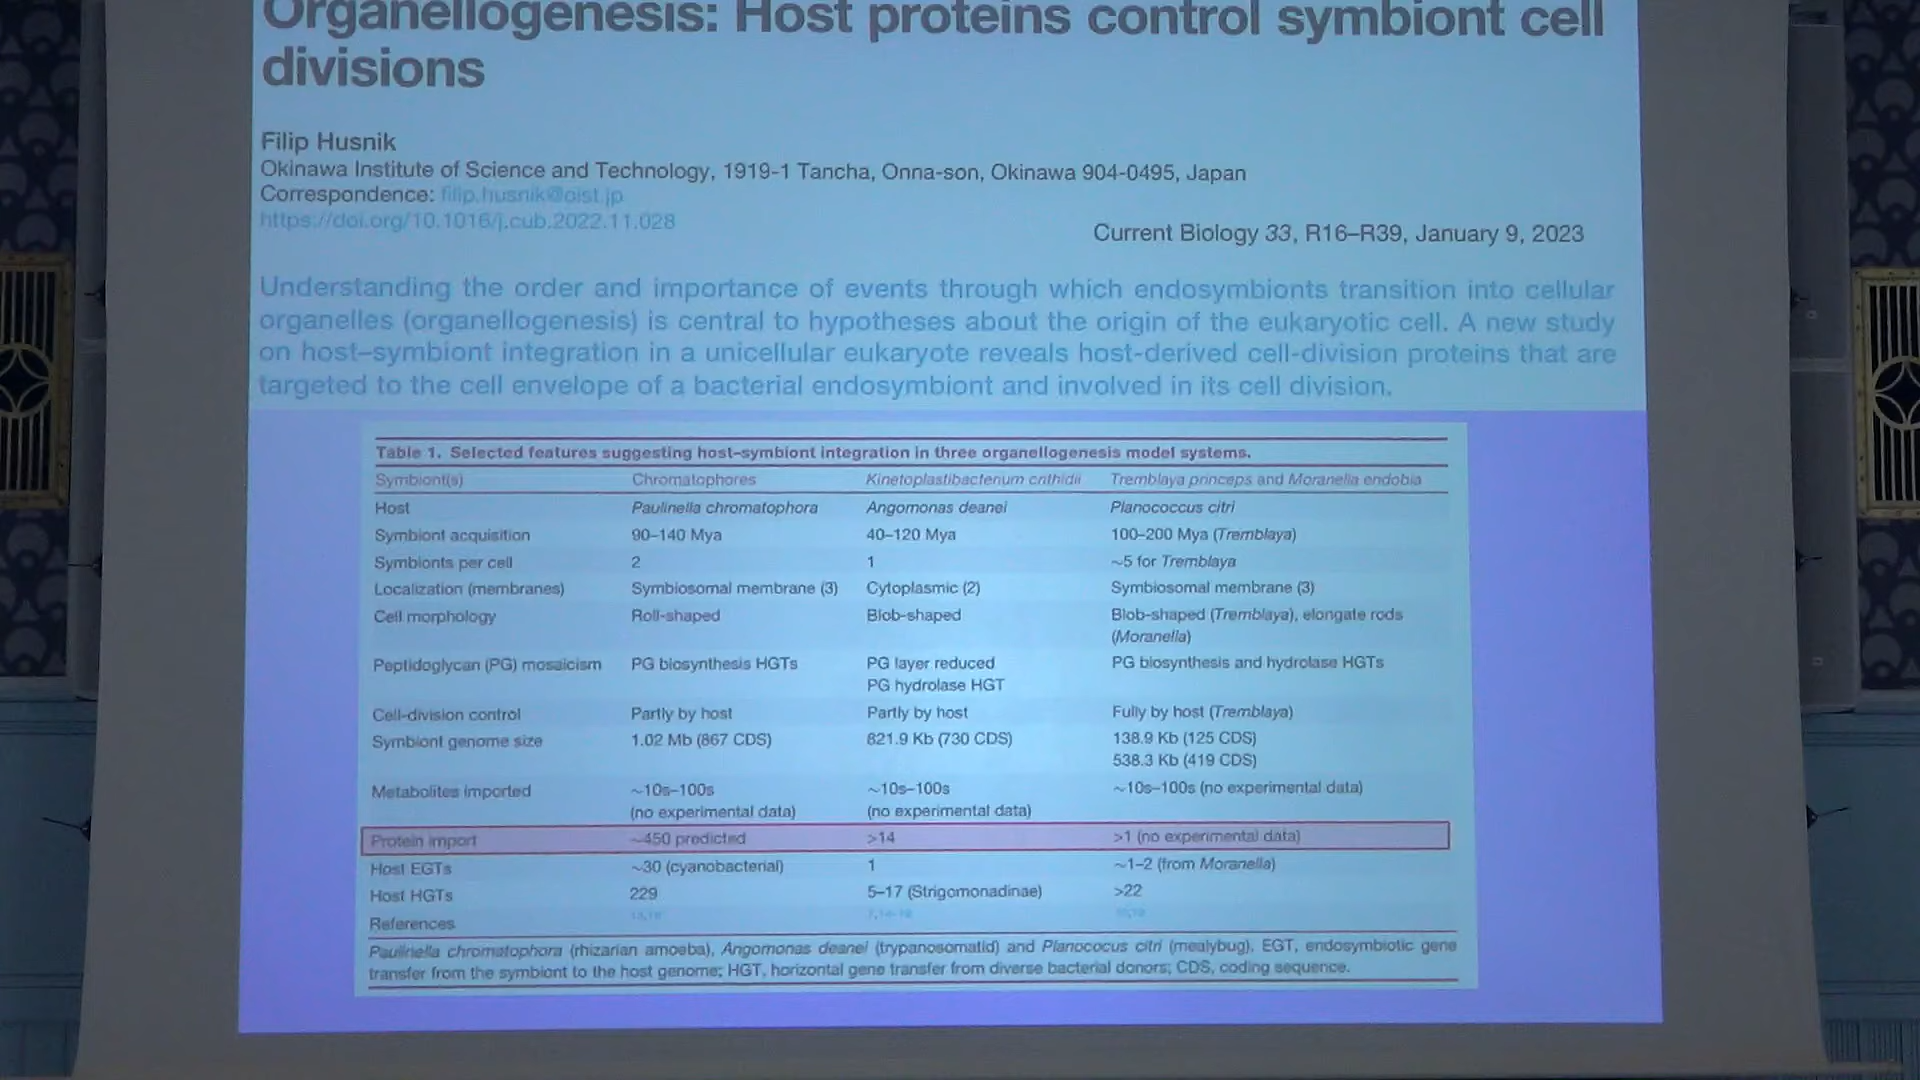 Organellogenesis: Host proteins control symbiont cell
divisions
Filip Husnik
Okinawa Institute of Science and Technology, 1919-1 Tancha, Onna-son, Okinawa 904-0495, Japan
Correspondence: filip.husnik@oist.jp
https://doi.org/10.1016/j.cub.2022.11.028
Current Biology 33, R16–R39, January 9, 2023
Understanding the order and importance of events through which endosymbionts transition into cellular
organelles (organellogenesis) is central to hypotheses about the origin of the eukaryotic cell. A new study
on host–symbiont integration in a unicellular eukaryote reveals host-derived cell-division proteins that are
targeted to the cell envelope of a bacterial endosymbiont and involved in its cell division.
Table 1. Selected features suggesting host–symbiont integration in three organellogenesis model systems.
Symbiont(s) Chromatophores Kinetoplastibacterium crithidii Tremblaya princeps and Moranella endobia
Host Paulinella chromatophora Angomonas deanei Planococcus citri
Symbiont acquisition 90–140 Mya 40–120 Mya 100–200 Mya (Tremblaya)
Symbionts per cell 2 1 ~5 for Tremblaya
Localization (membranes) Symbiosomal membrane (3) Cytoplasmic (2) Symbiosomal membrane (3)
Cell morphology Roll-shaped Blob-shaped Blob-shaped (Tremblaya), elongate rods
(Moranella)
Peptidoglycan (PG) mosaicism PG biosynthesis HGTs PG layer reduced PG biosynthesis and hydrolase HGTs
PG hydrolase HGT
Cell-division control Partly by host Partly by host Fully by host (Tremblaya)
Symbiont genome size 1.02 Mb (867 CDS) 821.9 Kb (730 CDS) 138.9 Kb (125 CDS)
538.3 Kb (419 CDS)
Metabolites imported ~10s–100s ~10s–100s ~10s–100s (no experimental data)
(no experimental data) (no experimental data)
Protein import ~450 predicted >14 >1 (no experimental data)
Host EGTs ~30 (cyanobacterial) 1 ~1–2 (from Moranella)
Host HGTs 229 5–17 (Strigomonadinae) >22
References
Paulinella chromatophora (rhizarian amoeba), Angomonas deanei (trypanosomatid) and Planococus citri (mealybug). EGT, endosymbiotic gene
transfer from the symbiont to the host genome; HGT, horizontal gene transfer from diverse bacterial donors; CDS, coding sequence.